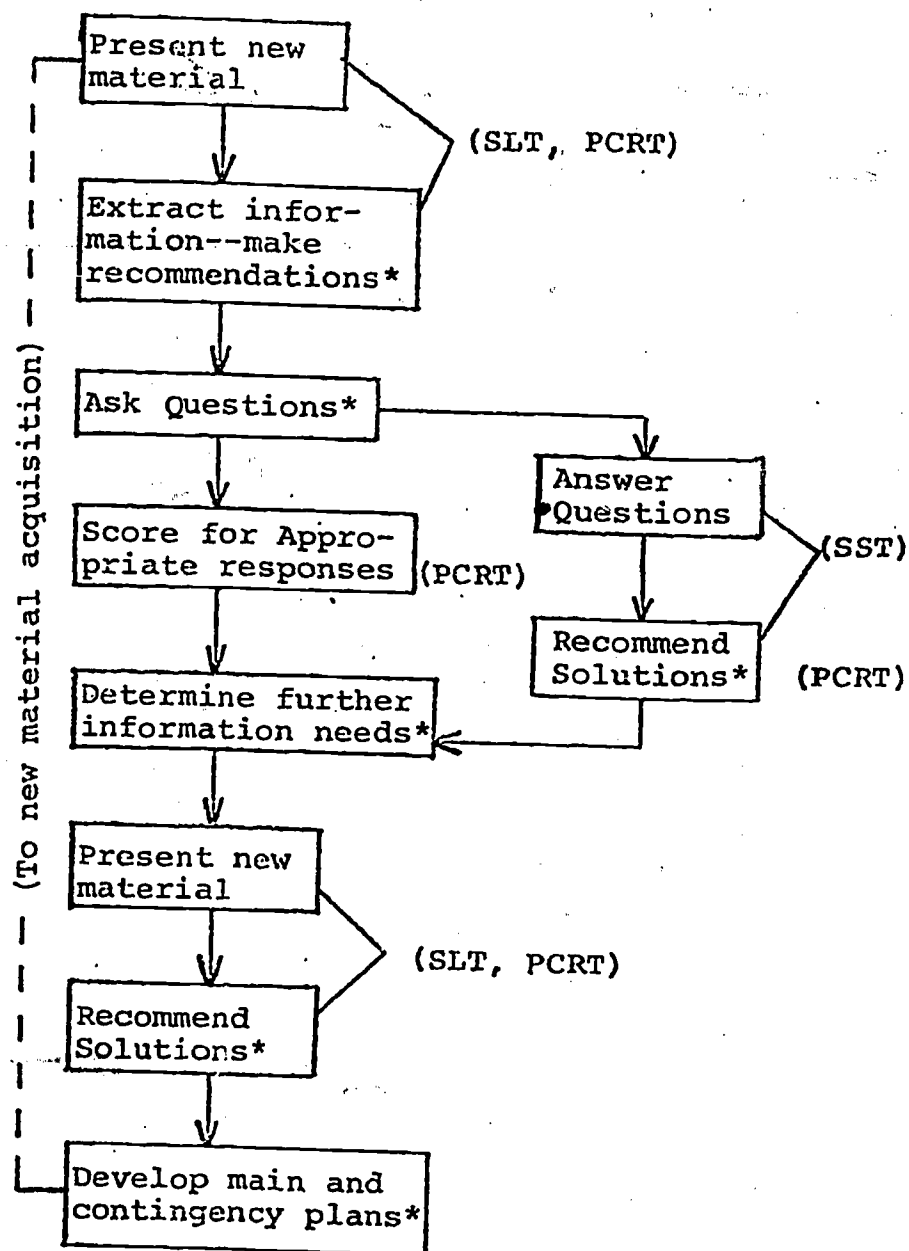 Present new
material
(SLT, PCRT)
Extract infor-
mation--make
recommendations*
(To new material acquisition)
Ask Questions*
Answer
Questions
(SST)
Score for Appro-
priate responses
(PCRT)
Recommend
Solutions*
(PCRT)
Determine further
information needs*
Present new
material
(SLT, PCRT)
Recommend
Solutions*
Develop main and
contingency plans*